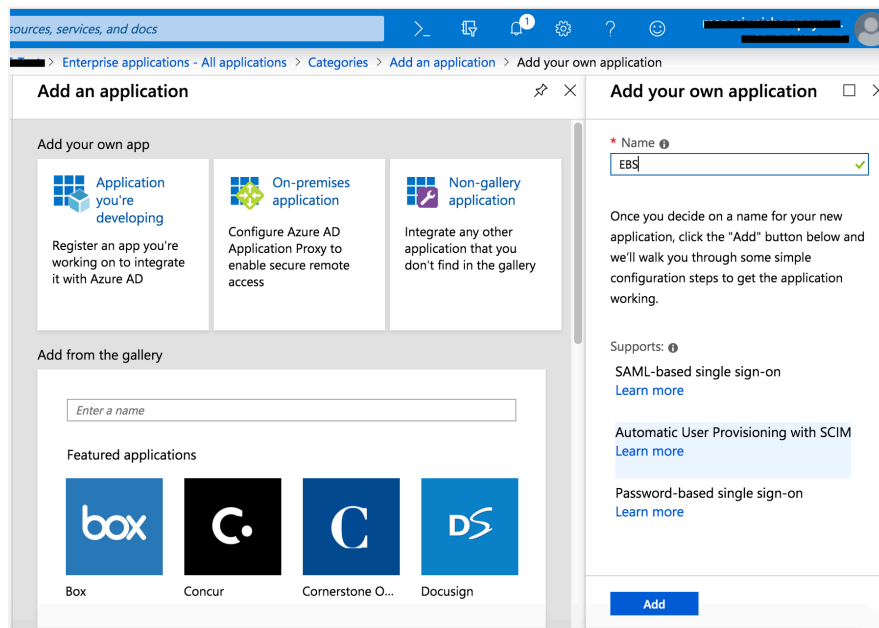 sources, services, and docs
1
> Enterprise applications - All applications > Categories > Add an application > Add your own application
Add an application
Add your own app
Application you're developing
Register an app you're
working on to integrate
it with Azure AD
On-premises
application
Configure Azure AD
Application Proxy to
enable secure remote
access
Non-gallery
application
Integrate any other
application that you
don't find in the gallery
Add from the gallery
Enter a name
Featured applications
box
Box
C.
Concur
C
Cornerstone O...
DS
Docusign
Add your own application
* Name
EBS
Once you decide on a name for your new
application, click the "Add" button below and
we'll walk you through some simple
configuration steps to get the application
working.
Supports:
SAML-based single sign-on
Learn more
Automatic User Provisioning with SCIM
Learn more
Password-based single sign-on
Learn more
Add